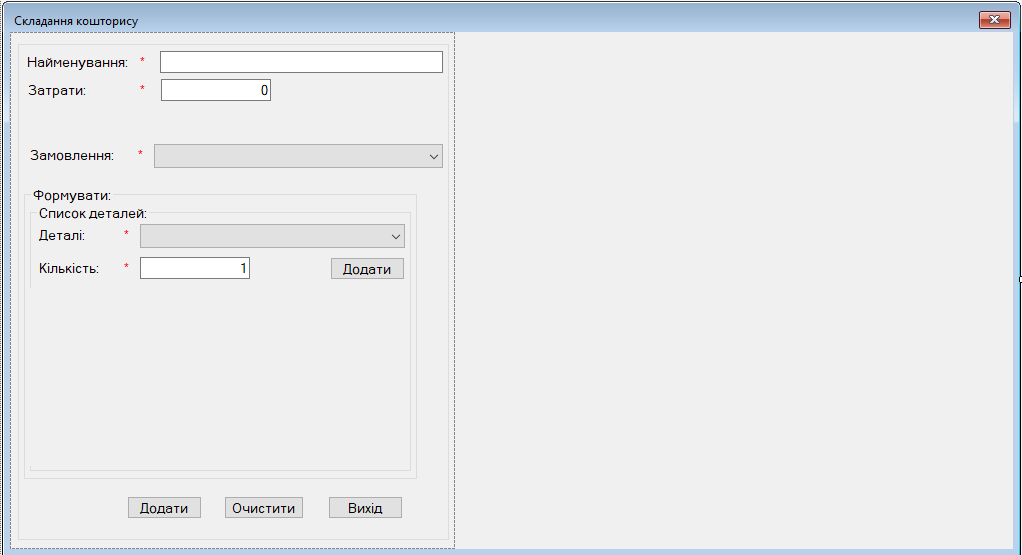 Складання кошторису
Найменування: *
Затрати: * 0
Замовлення: *
Формувати:
Список деталей:
Деталі: *
Кількість: * 1 Додати
Додати Очистити Вихід